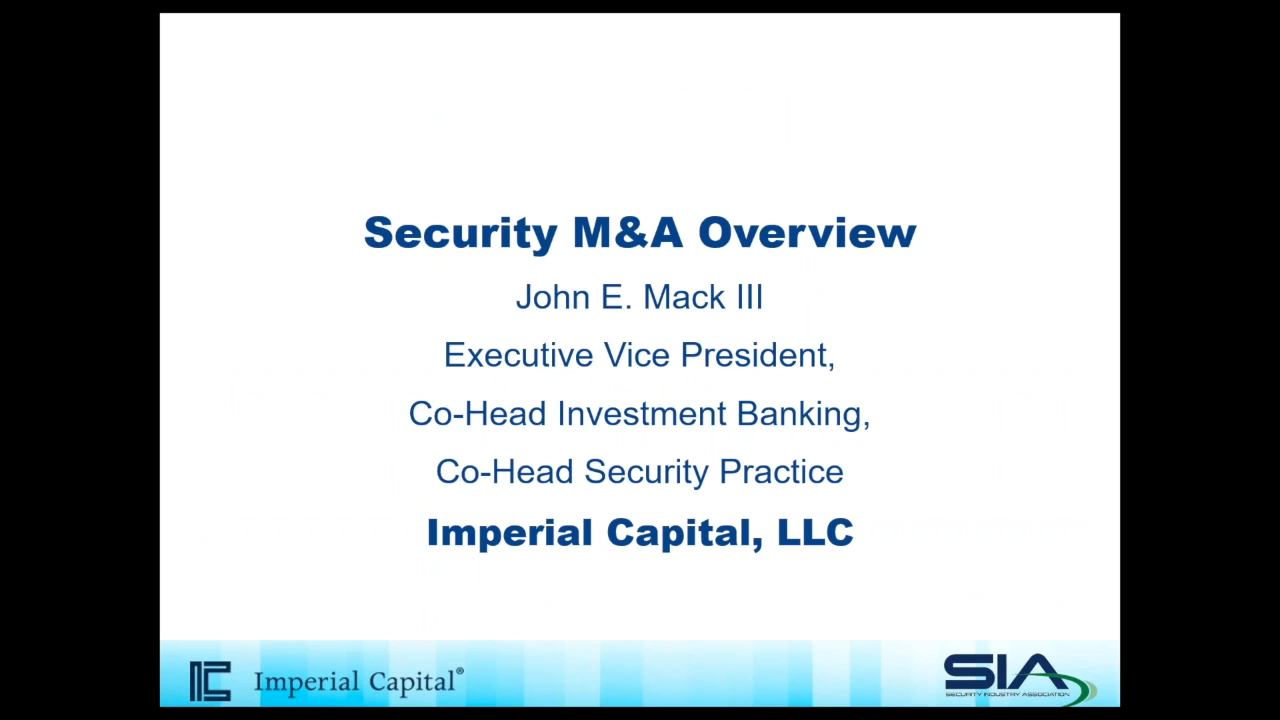 Security M&A Overview
John E. Mack III
Executive Vice President,
Co-Head Investment Banking,
Co-Head Security Practice
Imperial Capital, LLC
IC Imperial Capital®
SIA
SECURITY INDUSTRY ASSOCIATION